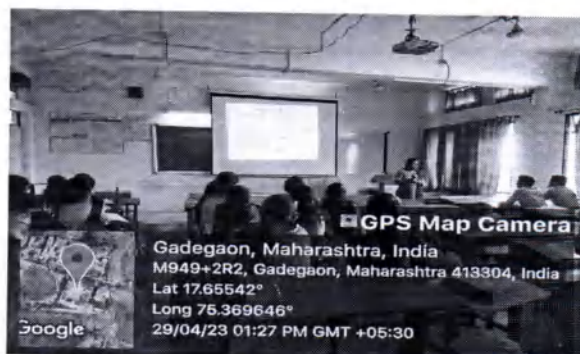 GPS Map Camera
Gadegaon, Maharashtra, India
M949+2R2, Gadegaon, Maharashtra 413304, India
Lat 17.65542°
Long 75.369646°
29/04/23 01:27 PM GMT +05:30
Google